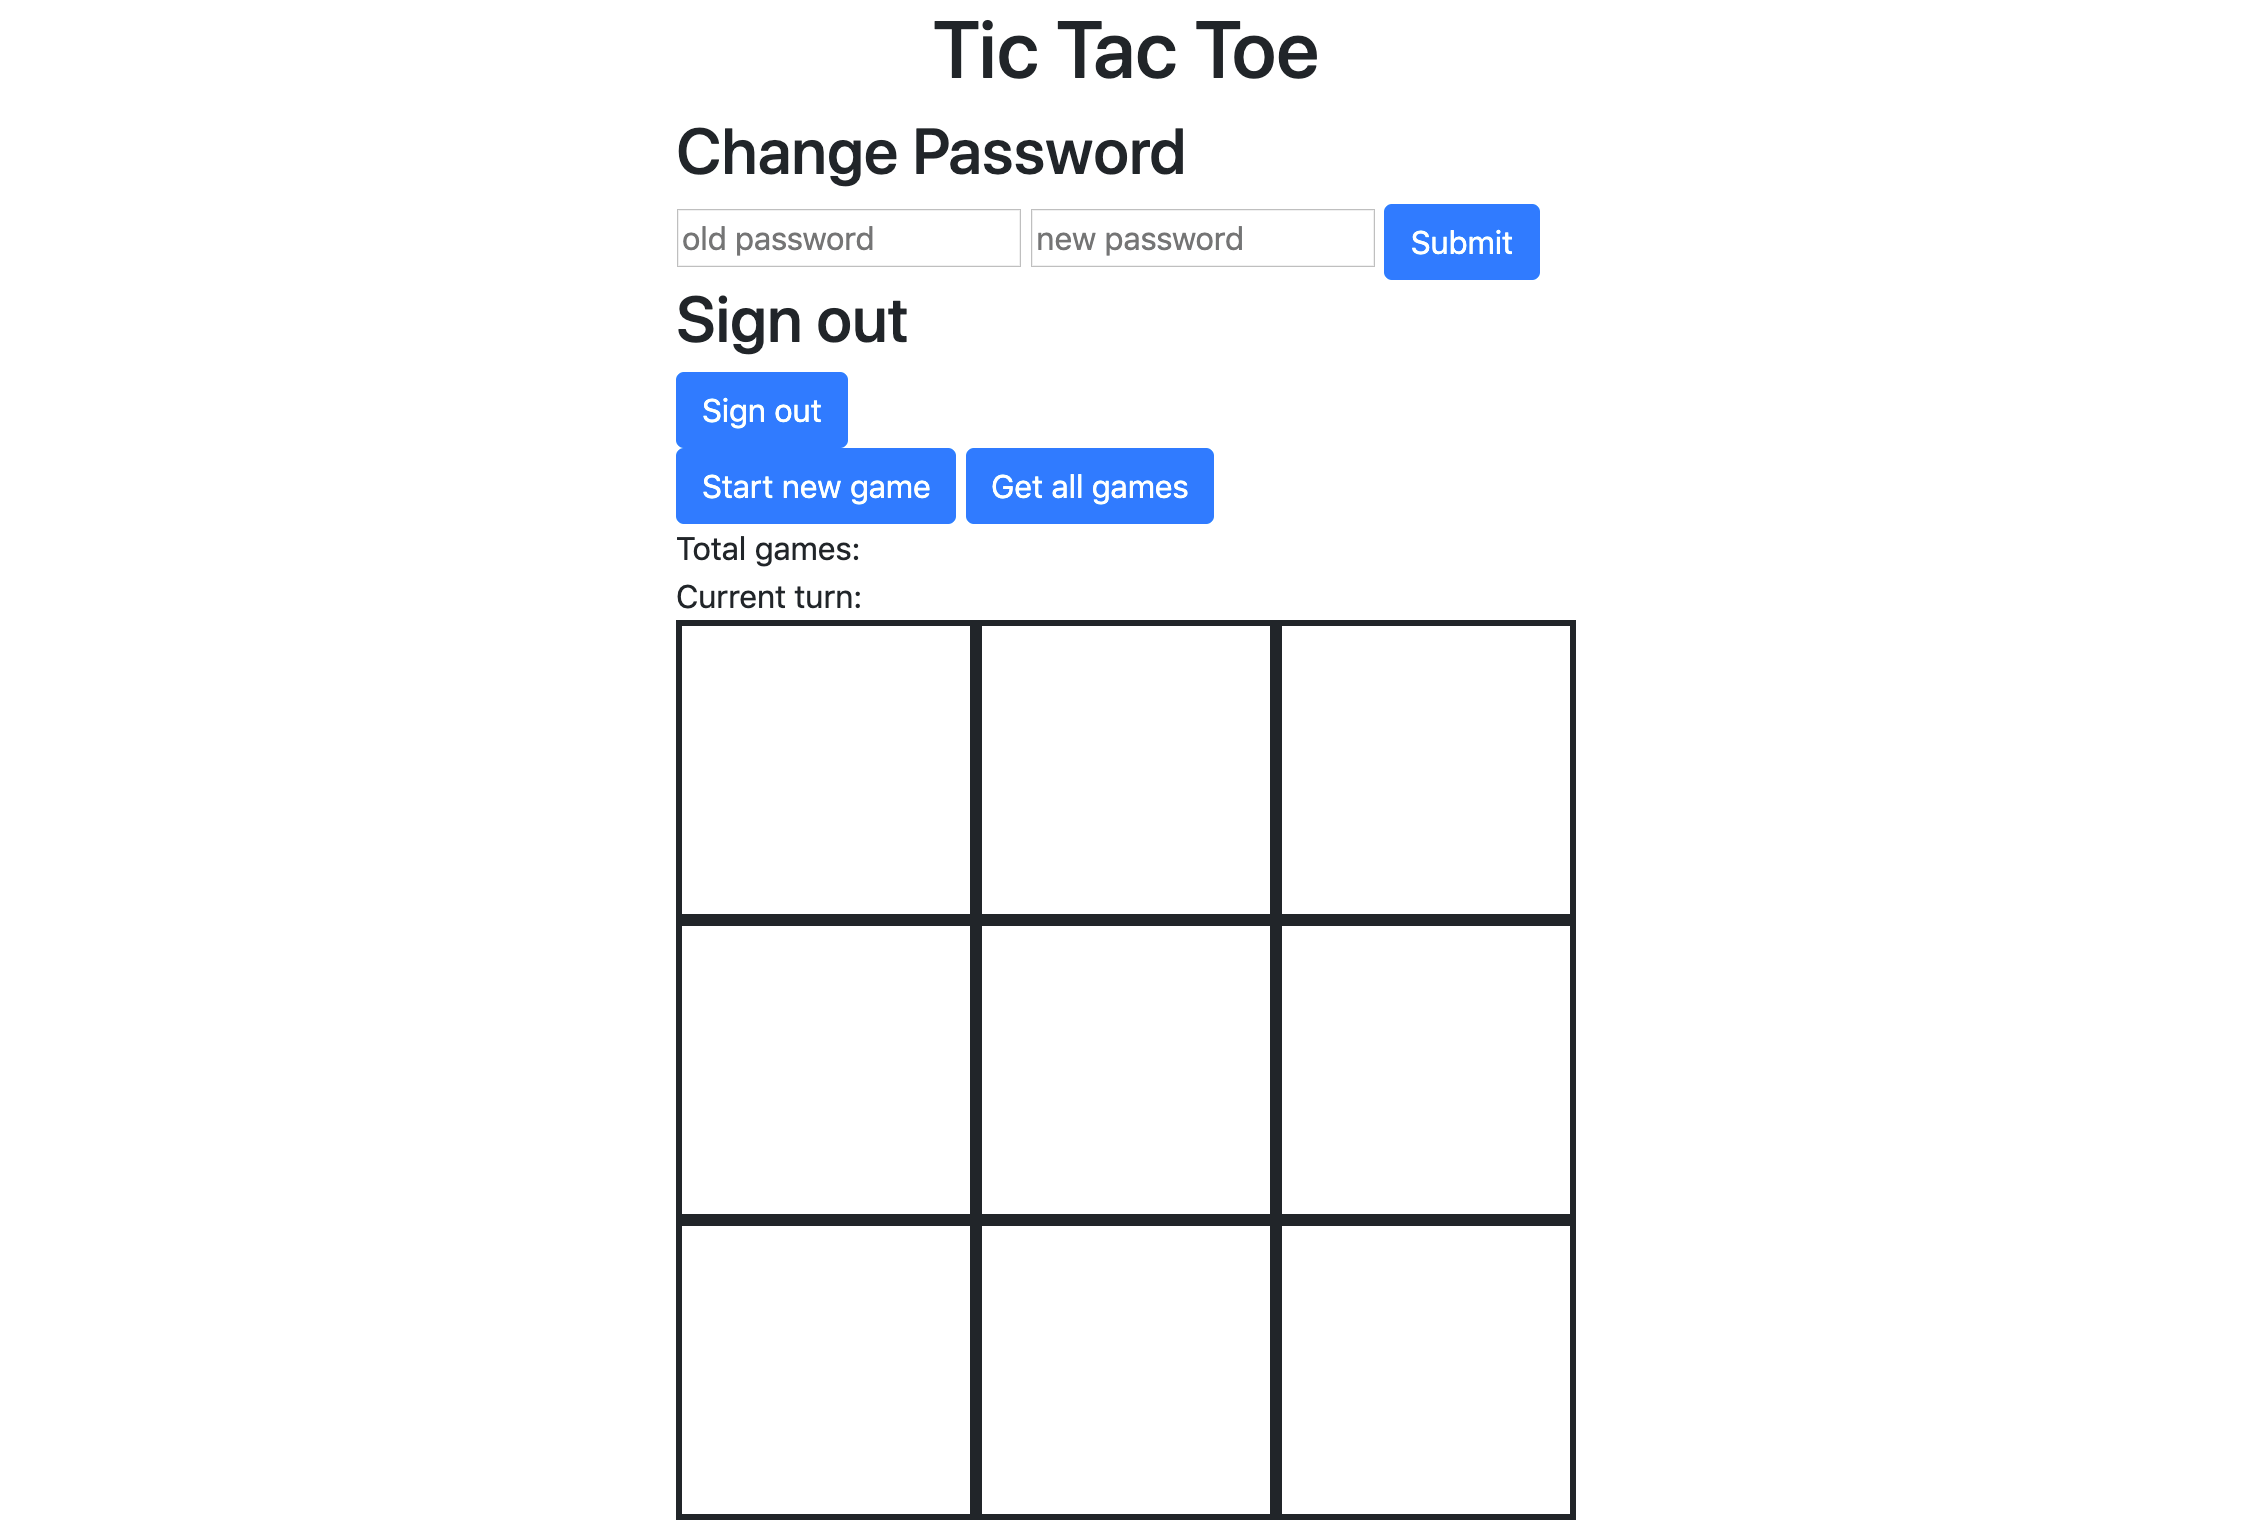 Tic Tac Toe
Change Password
old password new password Submit
Sign out
Sign out
Start new game Get all games
Total games:
Current turn: